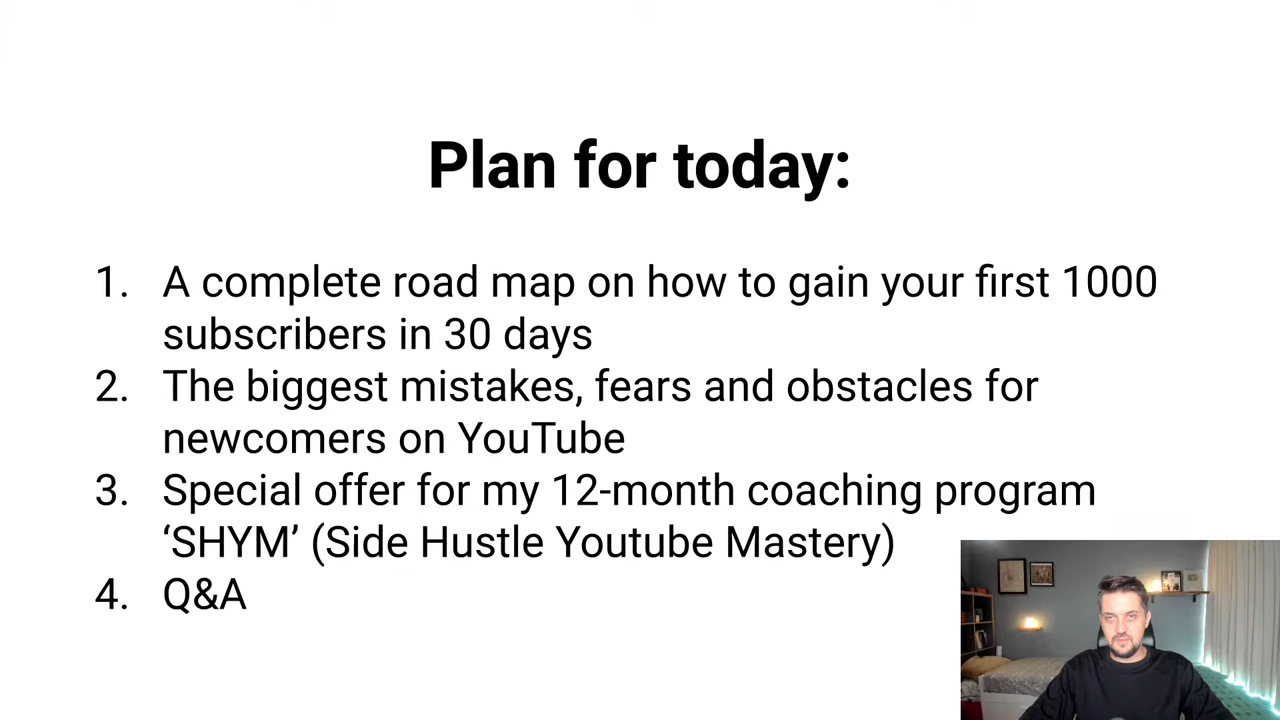 Plan for today:
1. A complete road map on how to gain your first 1000
subscribers in 30 days
2. The biggest mistakes, fears and obstacles for
newcomers on YouTube
3. Special offer for my 12-month coaching program
‘SHYM’ (Side Hustle Youtube Mastery)
4. Q&A